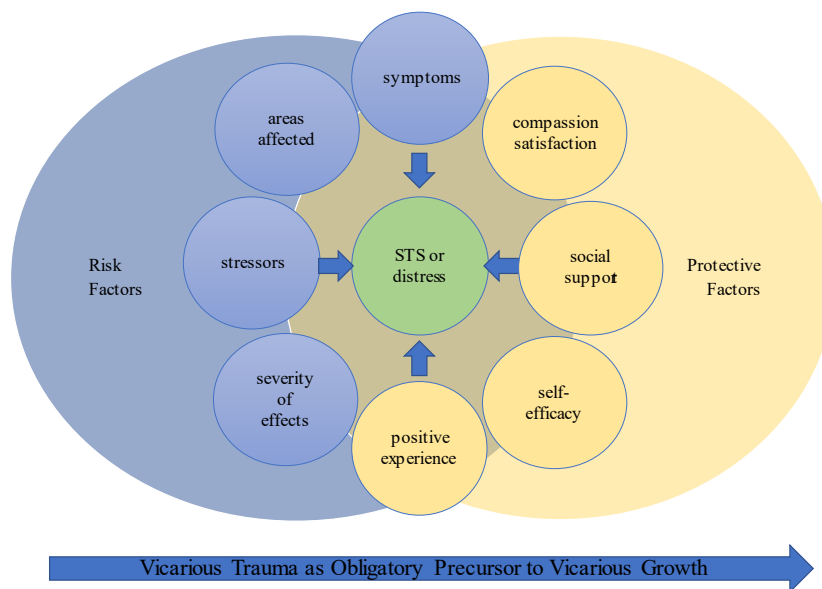 symptoms
areas
affected
compassion
satisfaction
Risk
Factors
stressors
STS or
distress
social
support
Protective
Factors
severity
of
effects
self-
efficacy
positive
experience
Vicarious Trauma as Obligatory Precursor to Vicarious Growth